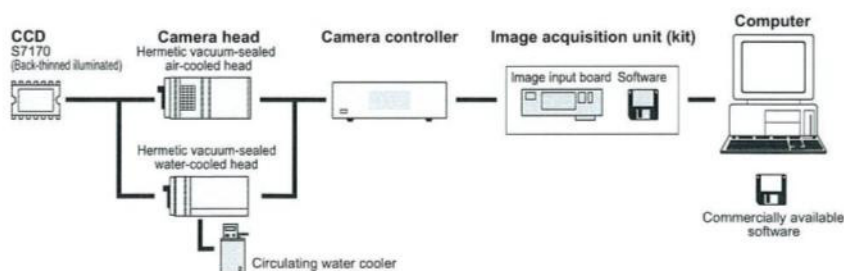 CCD
S7170
(Back-thinned illuminated)
Camera head
Hermetic vacuum-sealed
air-cooled head
Hermetic vacuum-sealed
water-cooled head
Circulating water cooler
Camera controller
Image acquisition unit (kit)
Image input board
Software
Computer
Commercially available
software